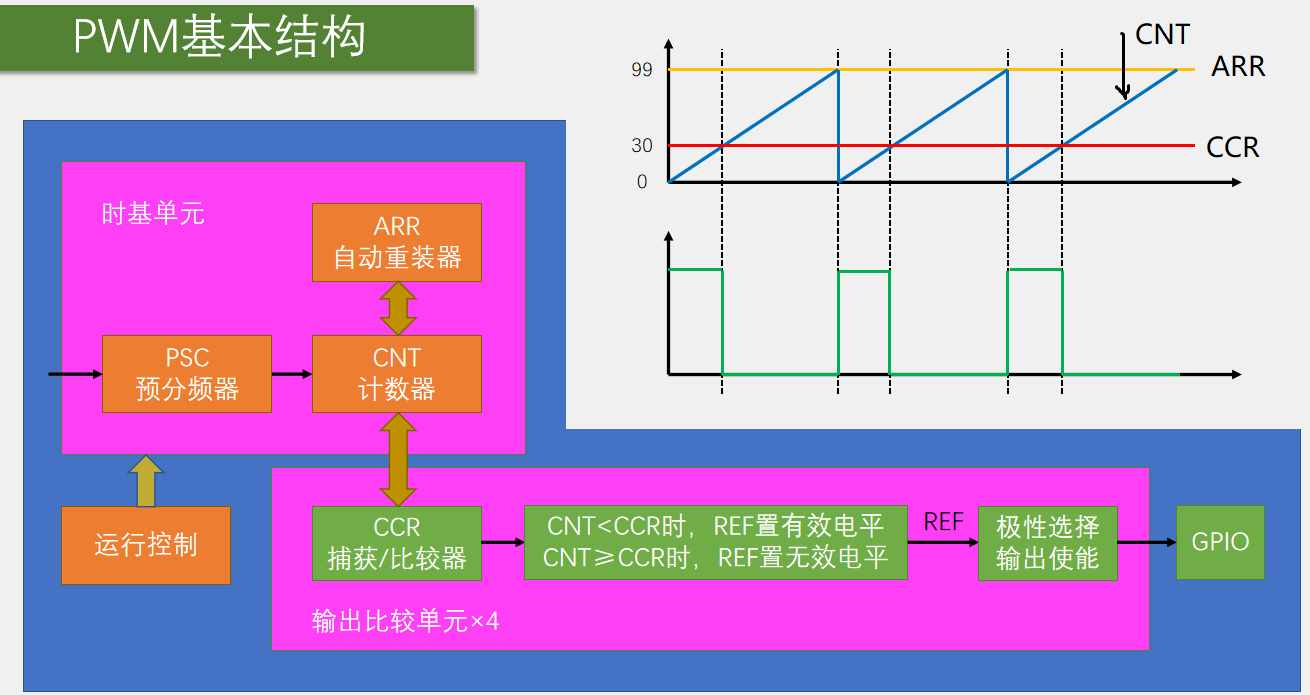 PWM基本结构
CNT
ARR
99
30
CCR
0
时基单元
ARR
自动重装器
PSC
预分频器
CNT
计数器
运行控制
CCR
捕获/比较器
CNT<CCR时，REF置有效电平
CNT≥CCR时，REF置无效电平
REF
极性选择
输出使能
GPIO
输出比较单元×4